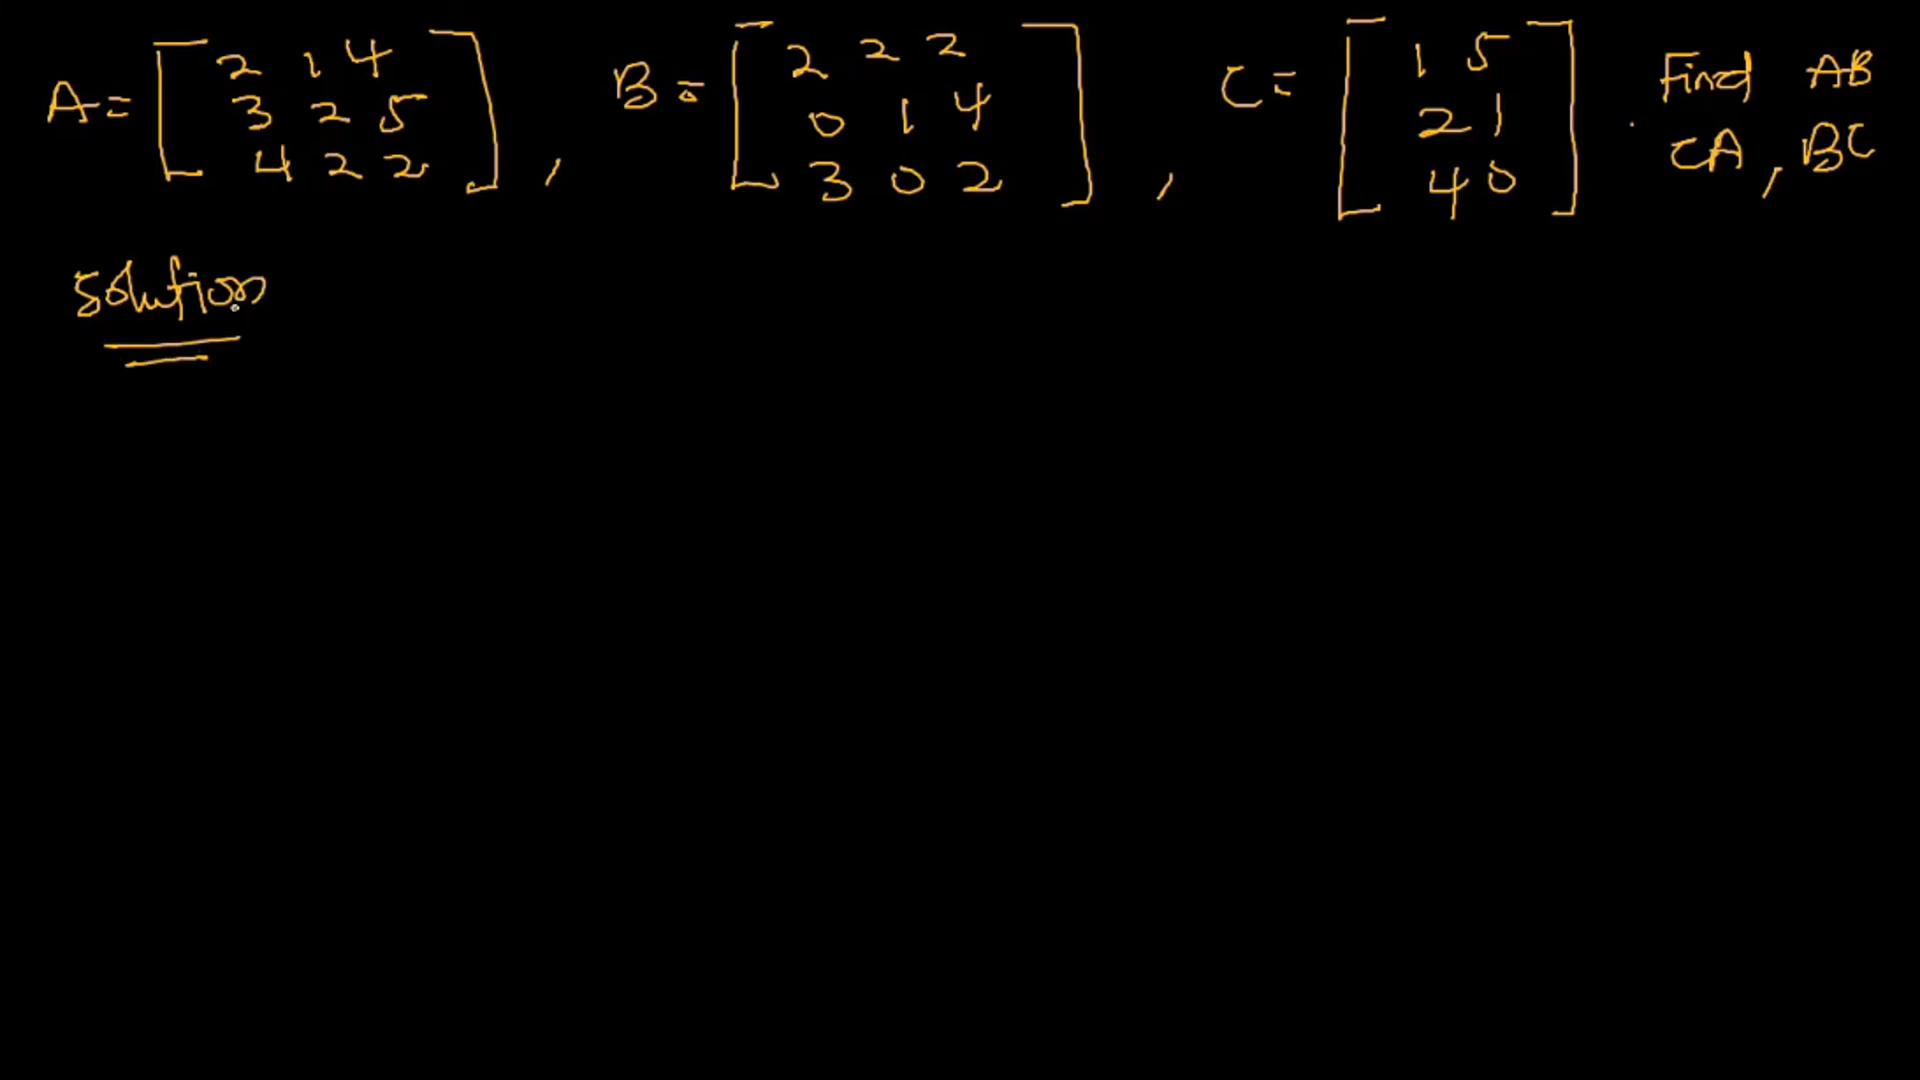 A = [ 2 1 4 , B = [ 2 2 2 , C = [ 1 5 . Find AB
3 2 5 0 1 4 2 1 CA, BC
4 2 2 ] 3 0 2 ] 4 0 ]
Solution